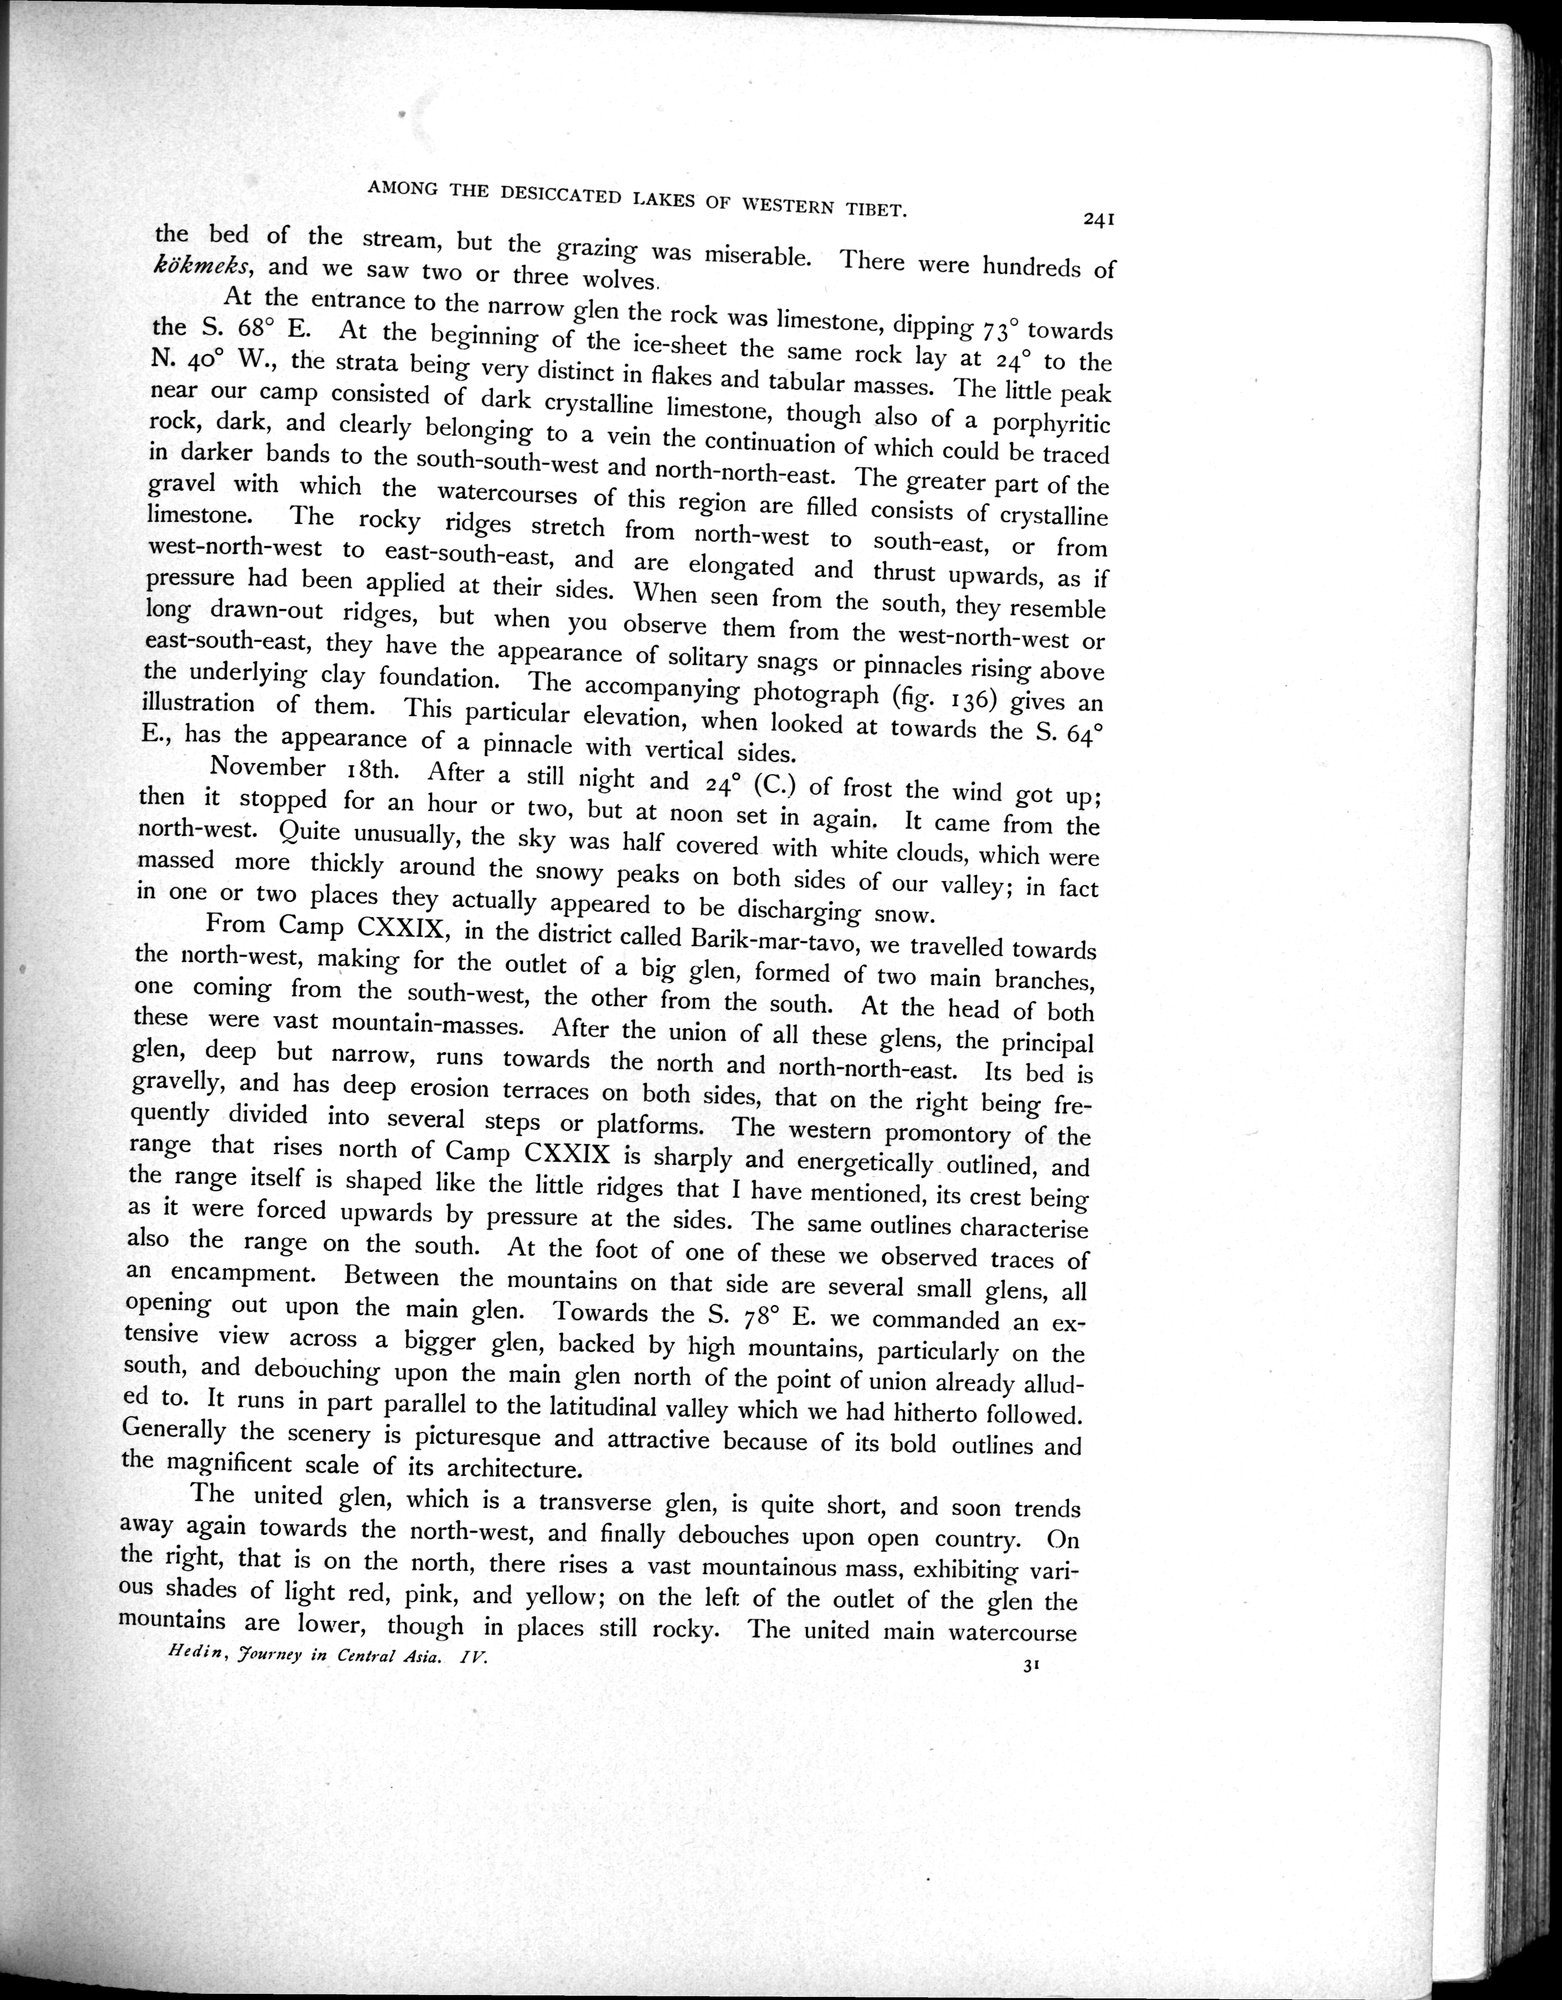 AMONG THE DESICCATED LAKES OF WESTERN TIBET. 241
the bed of the stream, but the grazing was miserable. There were hundreds of
kökmeks, and we saw two or three wolves.
At the entrance to the narrow glen the rock was limestone, dipping 73° towards
the S. 68° E. At the beginning of the ice-sheet the same rock lay at 24° to the
N. 40° W., the strata being very distinct in flakes and tabular masses. The little peak
near our camp consisted of dark crystalline limestone, though also of a porphyritic
rock, dark, and clearly belonging to a vein the continuation of which could be traced
in darker bands to the south-south-west and north-north-east. The greater part of the
gravel with which the watercourses of this region are filled consists of crystalline
limestone. The rocky ridges stretch from north-west to south-east, or from
west-north-west to east-south-east, and are elongated and thrust upwards, as if
pressure had been applied at their sides. When seen from the south, they resemble
long drawn-out ridges, but when you observe them from the west-north-west or
east-south-east, they have the appearance of solitary snags or pinnacles rising above
the underlying clay foundation. The accompanying photograph (fig. 136) gives an
illustration of them. This particular elevation, when looked at towards the S. 64°
E., has the appearance of a pinnacle with vertical sides.
November 18th. After a still night and 24° (C.) of frost the wind got up;
then it stopped for an hour or two, but at noon set in again. It came from the
north-west. Quite unusually, the sky was half covered with white clouds, which were
massed more thickly around the snowy peaks on both sides of our valley; in fact
in one or two places they actually appeared to be discharging snow.
From Camp CXXIX, in the district called Barik-mar-tavo, we travelled towards
the north-west, making for the outlet of a big glen, formed of two main branches,
one coming from the south-west, the other from the south. At the head of both
these were vast mountain-masses. After the union of all these glens, the principal
glen, deep but narrow, runs towards the north and north-north-east. Its bed is
gravelly, and has deep erosion terraces on both sides, that on the right being fre-
quently divided into several steps or platforms. The western promontory of the
range that rises north of Camp CXXIX is sharply and energetically outlined, and
the range itself is shaped like the little ridges that I have mentioned, its crest being
as it were forced upwards by pressure at the sides. The same outlines characterise
also the range on the south. At the foot of one of these we observed traces of
an encampment. Between the mountains on that side are several small glens, all
opening out upon the main glen. Towards the S. 78° E. we commanded an ex-
tensive view across a bigger glen, backed by high mountains, particularly on the
south, and debouching upon the main glen north of the point of union already allud-
ed to. It runs in part parallel to the latitudinal valley which we had hitherto followed.
Generally the scenery is picturesque and attractive because of its bold outlines and
the magnificent scale of its architecture.
The united glen, which is a transverse glen, is quite short, and soon trends
away again towards the north-west, and finally debouches upon open country. On
the right, that is on the north, there rises a vast mountainous mass, exhibiting vari-
ous shades of light red, pink, and yellow; on the left of the outlet of the glen the
mountains are lower, though in places still rocky. The united main watercourse
Hedin, Journey in Central Asia. IV. 31